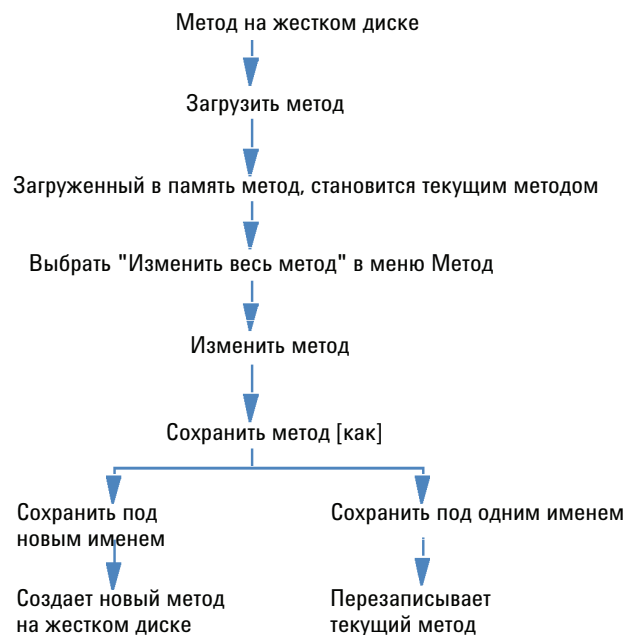 Метод на жестком диске
Загрузить метод
Загруженный в память метод, становится текущим методом
Выбрать "Изменить весь метод" в меню Метод
Изменить метод
Сохранить метод [как]
Сохранить под
новым именем
Сохранить под одним именем
Создает новый метод
на жестком диске
Перезаписывает
текущий метод